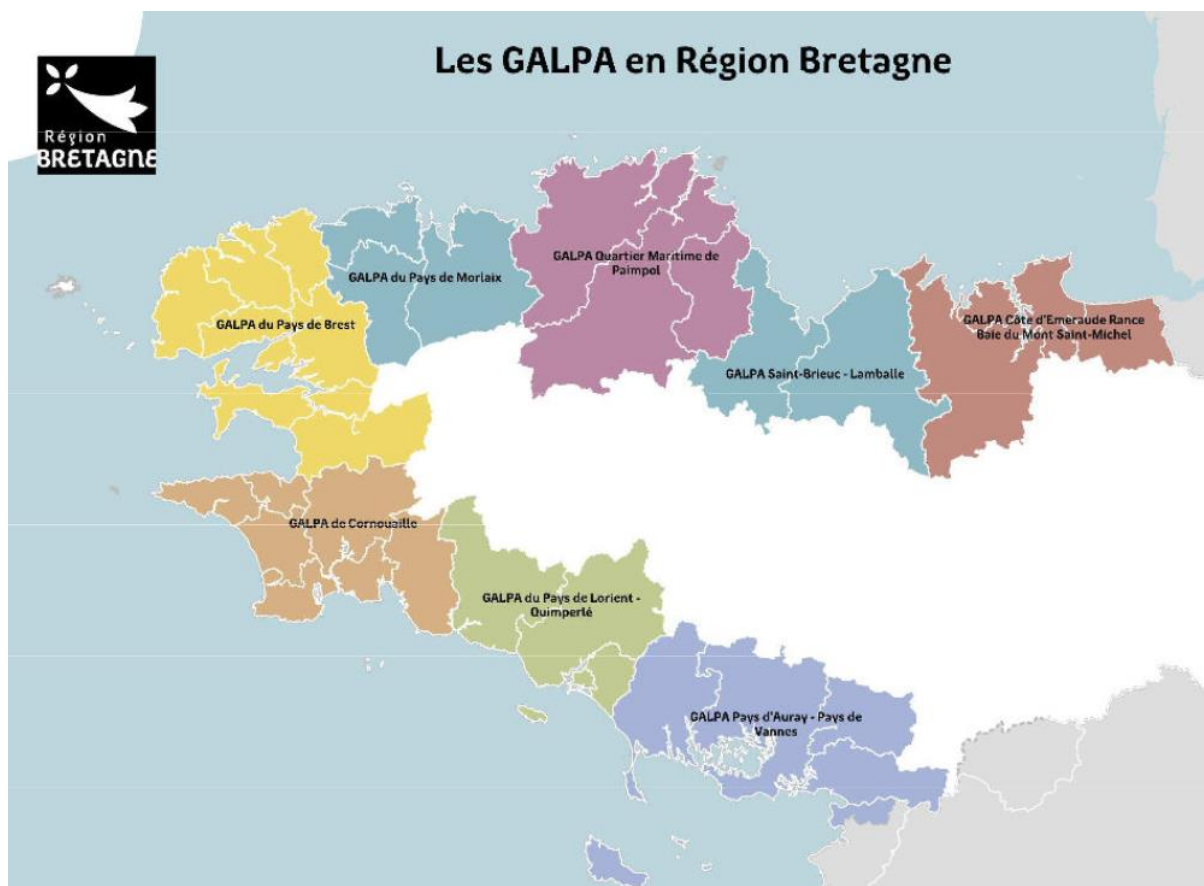 Les GALPA en Région Bretagne
Région
BRETAGNE
GALPA Quartier Maritime de
Paimpol
GALPA du Pays de Morlaix
GALPA du Pays de Brest
GALPA Côte d'Emeraude Rance
Baie du Mont Saint-Michel
GALPA Saint-Brieuc - Lamballe
GALPA de Cornouaille
GALPA du Pays de Lorient -
Quimperlé
GALPA Pays d'Auray - Pays de
Vannes